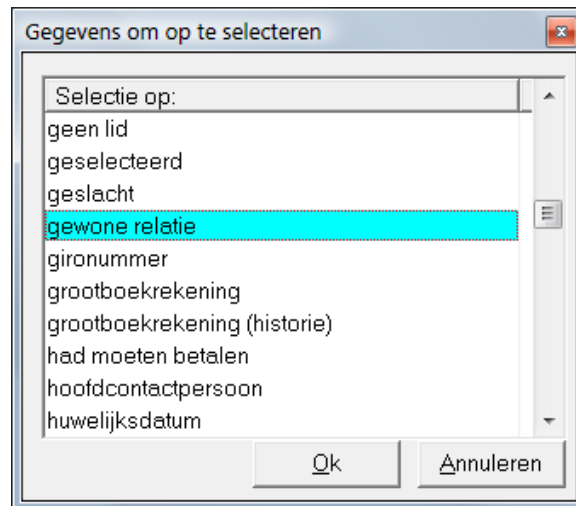 Gegevens om op te selecteren
Selectie op:
geen lid
geselecteerd
geslacht
gewone relatie
gironummer
grootboekrekening
grootboekrekening (historie)
had moeten betalen
hoofdcontactpersoon
huwelijksdatum
Ok
Annuleren